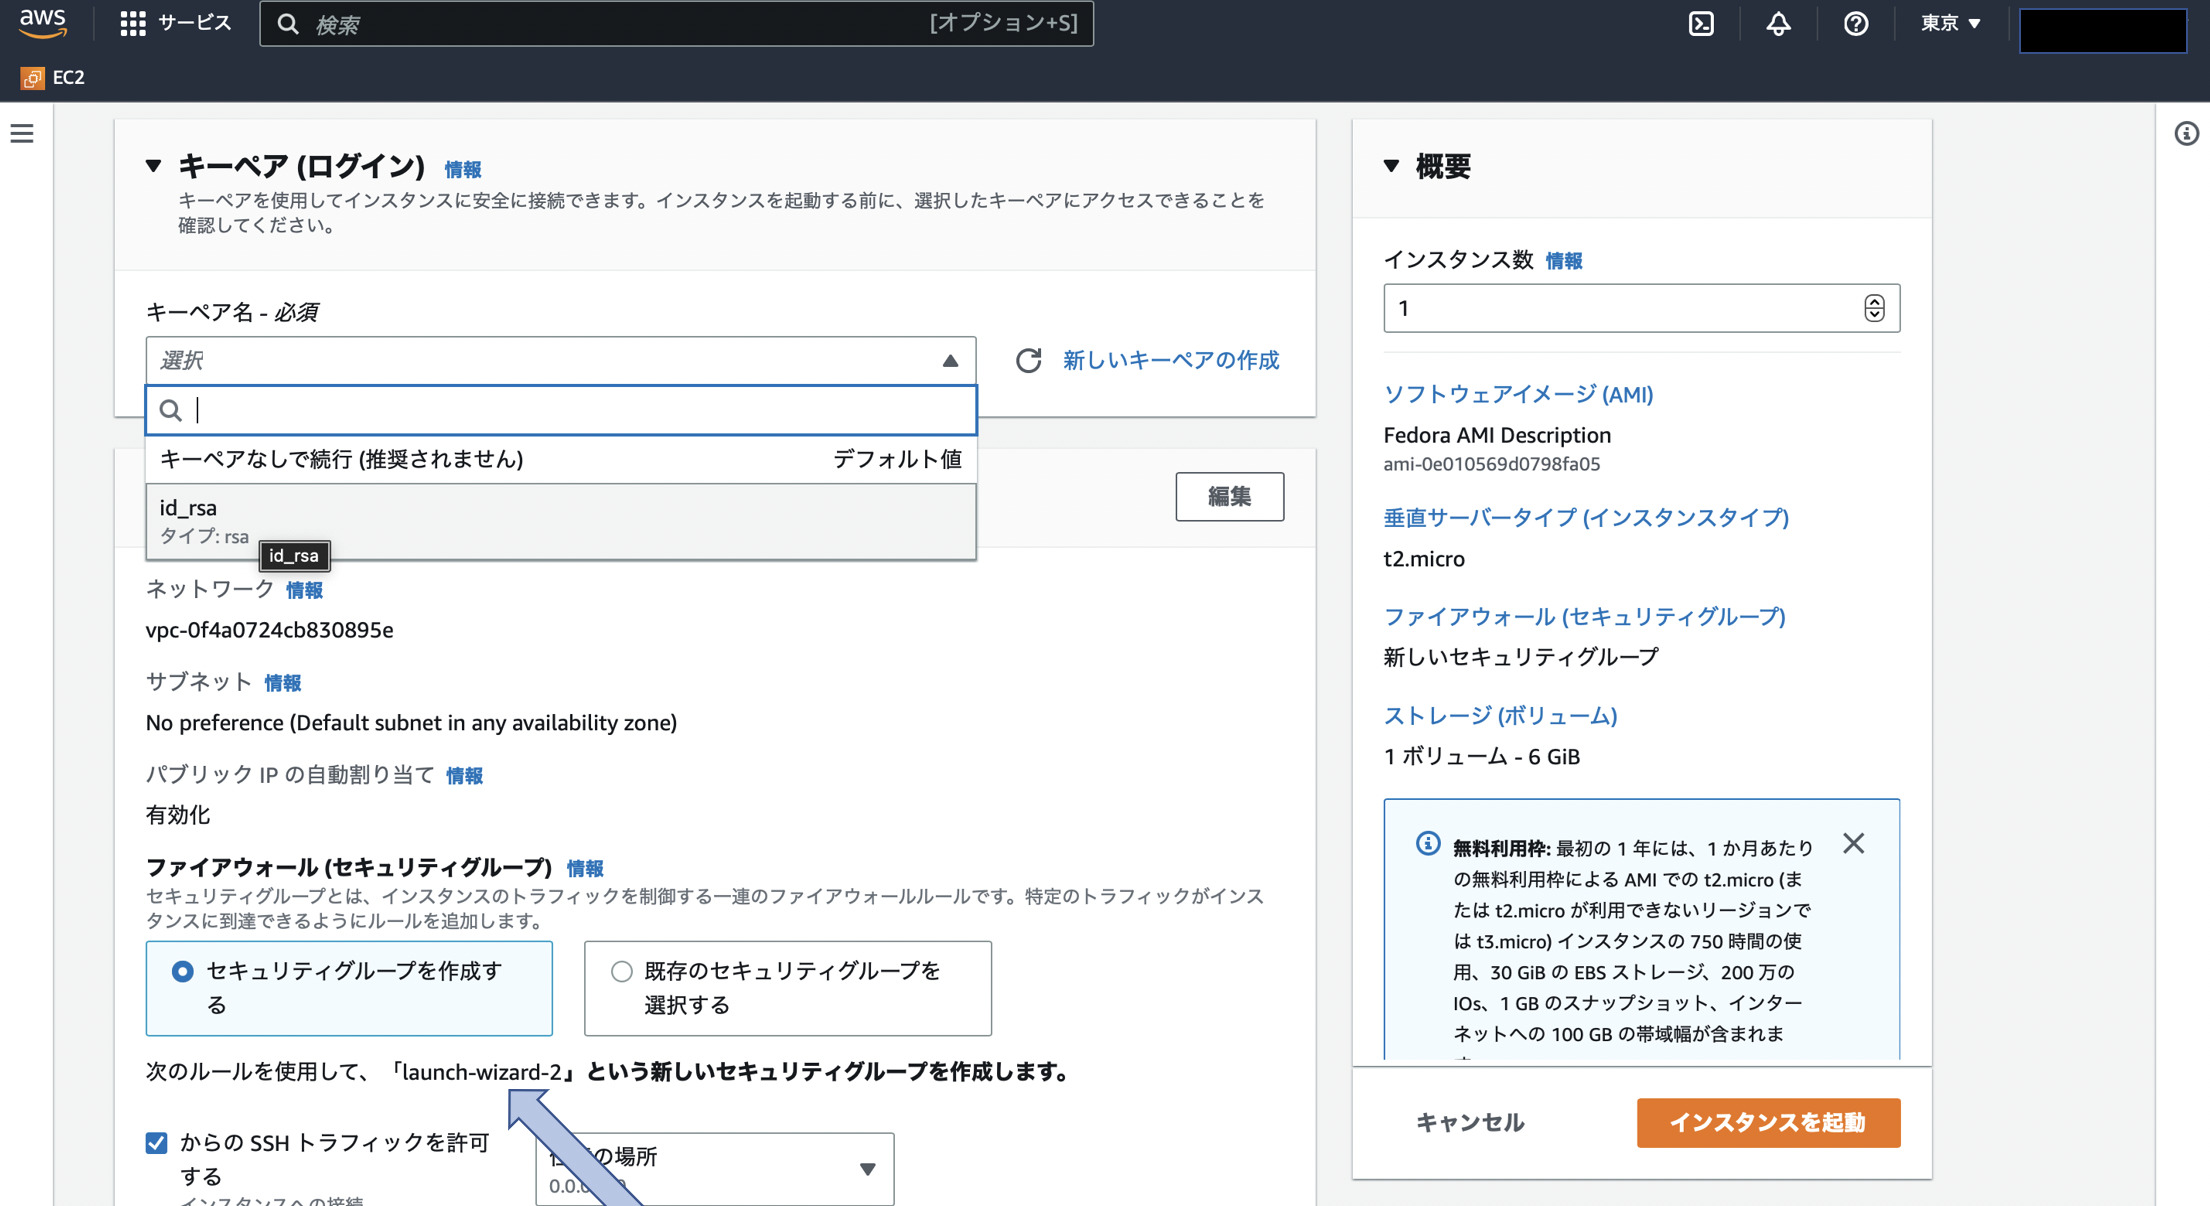 aws
サービス
検索
[オプション+S]
東京
EC2
キーペア (ログイン) 情報
キーペアを使用してインスタンスに安全に接続できます。インスタンスを起動する前に、選択したキーペアにアクセスできることを
確認してください。
キーペア名 - 必須
選択
新しいキーペアの作成
キーペアなしで続行 (推奨されません)
デフォルト値
id_rsa
タイプ: rsa
id_rsa
編集
ネットワーク 情報
vpc-0f4a0724cb830895e
サブネット 情報
No preference (Default subnet in any availability zone)
パブリック IP の自動割り当て 情報
有効化
ファイアウォール (セキュリティグループ) 情報
セキュリティグループとは、インスタンスのトラフィックを制御する一連のファイアウォールルールです。特定のトラフィックがインス
タンスに到達できるようにルールを追加します。
セキュリティグループを作成す
る
既存のセキュリティグループを
選択する
次のルールを使用して、「launch-wizard-2」という新しいセキュリティグループを作成します。
からの SSH トラフィックを許可
する
の場所
0.0.
インスタンスへの接続
概要
インスタンス数 情報
1
ソフトウェアイメージ (AMI)
Fedora AMI Description
ami-0e010569d0798fa05
垂直サーバータイプ (インスタンスタイプ)
t2.micro
ファイアウォール (セキュリティグループ)
新しいセキュリティグループ
ストレージ (ボリューム)
1 ボリューム - 6 GiB
無料利用枠: 最初の 1 年には、1 か月あたり
の無料利用枠による AMI での t2.micro (ま
たは t2.micro が利用できないリージョンで
は t3.micro) インスタンスの 750 時間の使
用、30 GiB の EBS ストレージ、200 万の
IOs、1 GB のスナップショット、インター
ネットへの 100 GB の帯域幅が含まれま
キャンセル
インスタンスを起動